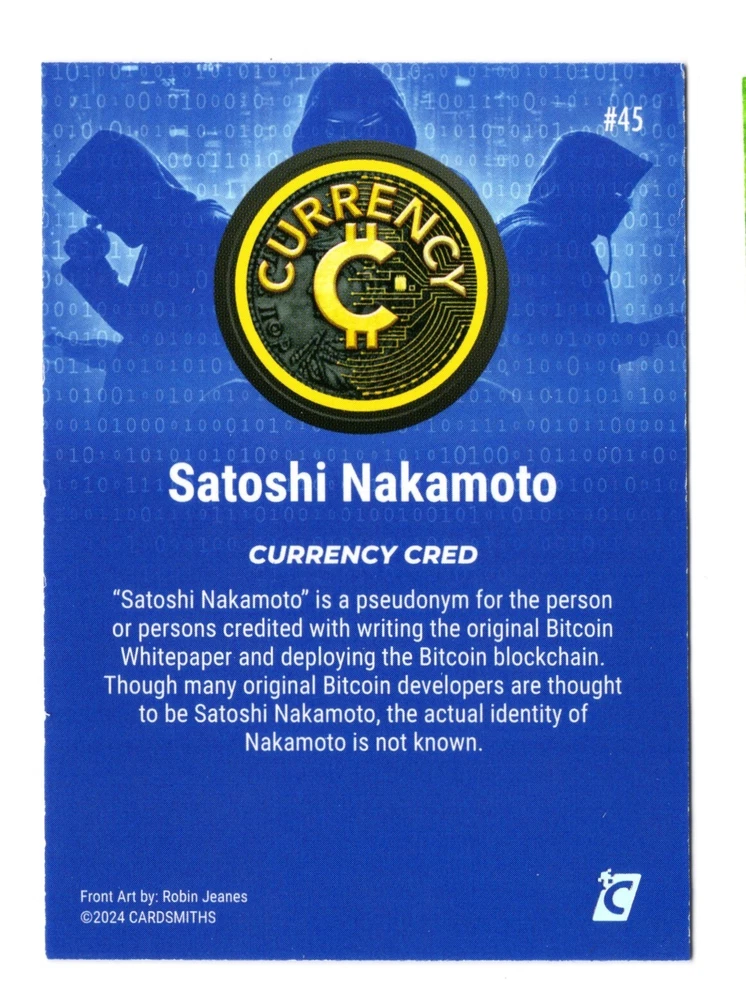 #45
CURRENCY
Satoshi Nakamoto
CURRENCY CRED
“Satoshi Nakamoto” is a pseudonym for the person
or persons credited with writing the original Bitcoin
Whitepaper and deploying the Bitcoin blockchain.
Though many original Bitcoin developers are thought
to be Satoshi Nakamoto, the actual identity of
Nakamoto is not known.
Front Art by: Robin Jeanes
©2024 CARDSMITHS
C